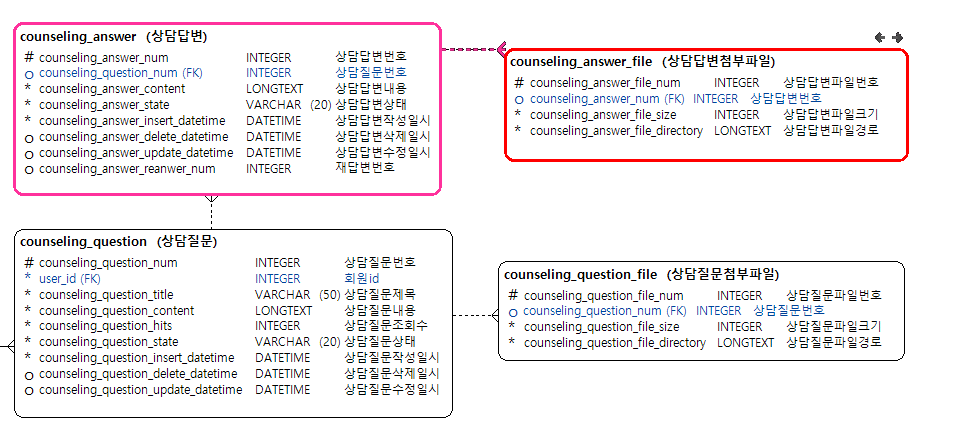 counseling_answer (상담답변)
# counseling_answer_num INTEGER 상담답변번호
o counseling_question_num (FK) INTEGER 상담질문번호
* counseling_answer_content LONGTEXT 상담답변내용
* counseling_answer_state VARCHAR (20) 상담답변상태
* counseling_answer_insert_datetime DATETIME 상담답변작성일시
o counseling_answer_delete_datetime DATETIME 상담답변삭제일시
o counseling_answer_update_datetime DATETIME 상담답변수정일시
o counseling_answer_reanwer_num INTEGER 재답변번호
counseling_answer_file (상담답변첨부파일)
# counseling_answer_file_num INTEGER 상담답변파일번호
o counseling_answer_num (FK) INTEGER 상담답변번호
* counseling_answer_file_size INTEGER 상담답변파일크기
* counseling_answer_file_directory LONGTEXT 상담답변파일경로
counseling_question (상담질문)
# counseling_question_num INTEGER 상담질문번호
* user_id (FK) INTEGER 회원id
* counseling_question_title VARCHAR (50) 상담질문제목
* counseling_question_content LONGTEXT 상담질문내용
* counseling_question_hits INTEGER 상담질문조회수
* counseling_question_state VARCHAR (20) 상담질문상태
* counseling_question_insert_datetime DATETIME 상담질문작성일시
o counseling_question_delete_datetime DATETIME 상담질문삭제일시
o counseling_question_update_datetime DATETIME 상담질문수정일시
counseling_question_file (상담질문첨부파일)
# counseling_question_file_num INTEGER 상담질문파일번호
o counseling_question_num (FK) INTEGER 상담질문번호
* counseling_question_file_size INTEGER 상담질문파일크기
* counseling_question_file_directory LONGTEXT 상담질문파일경로